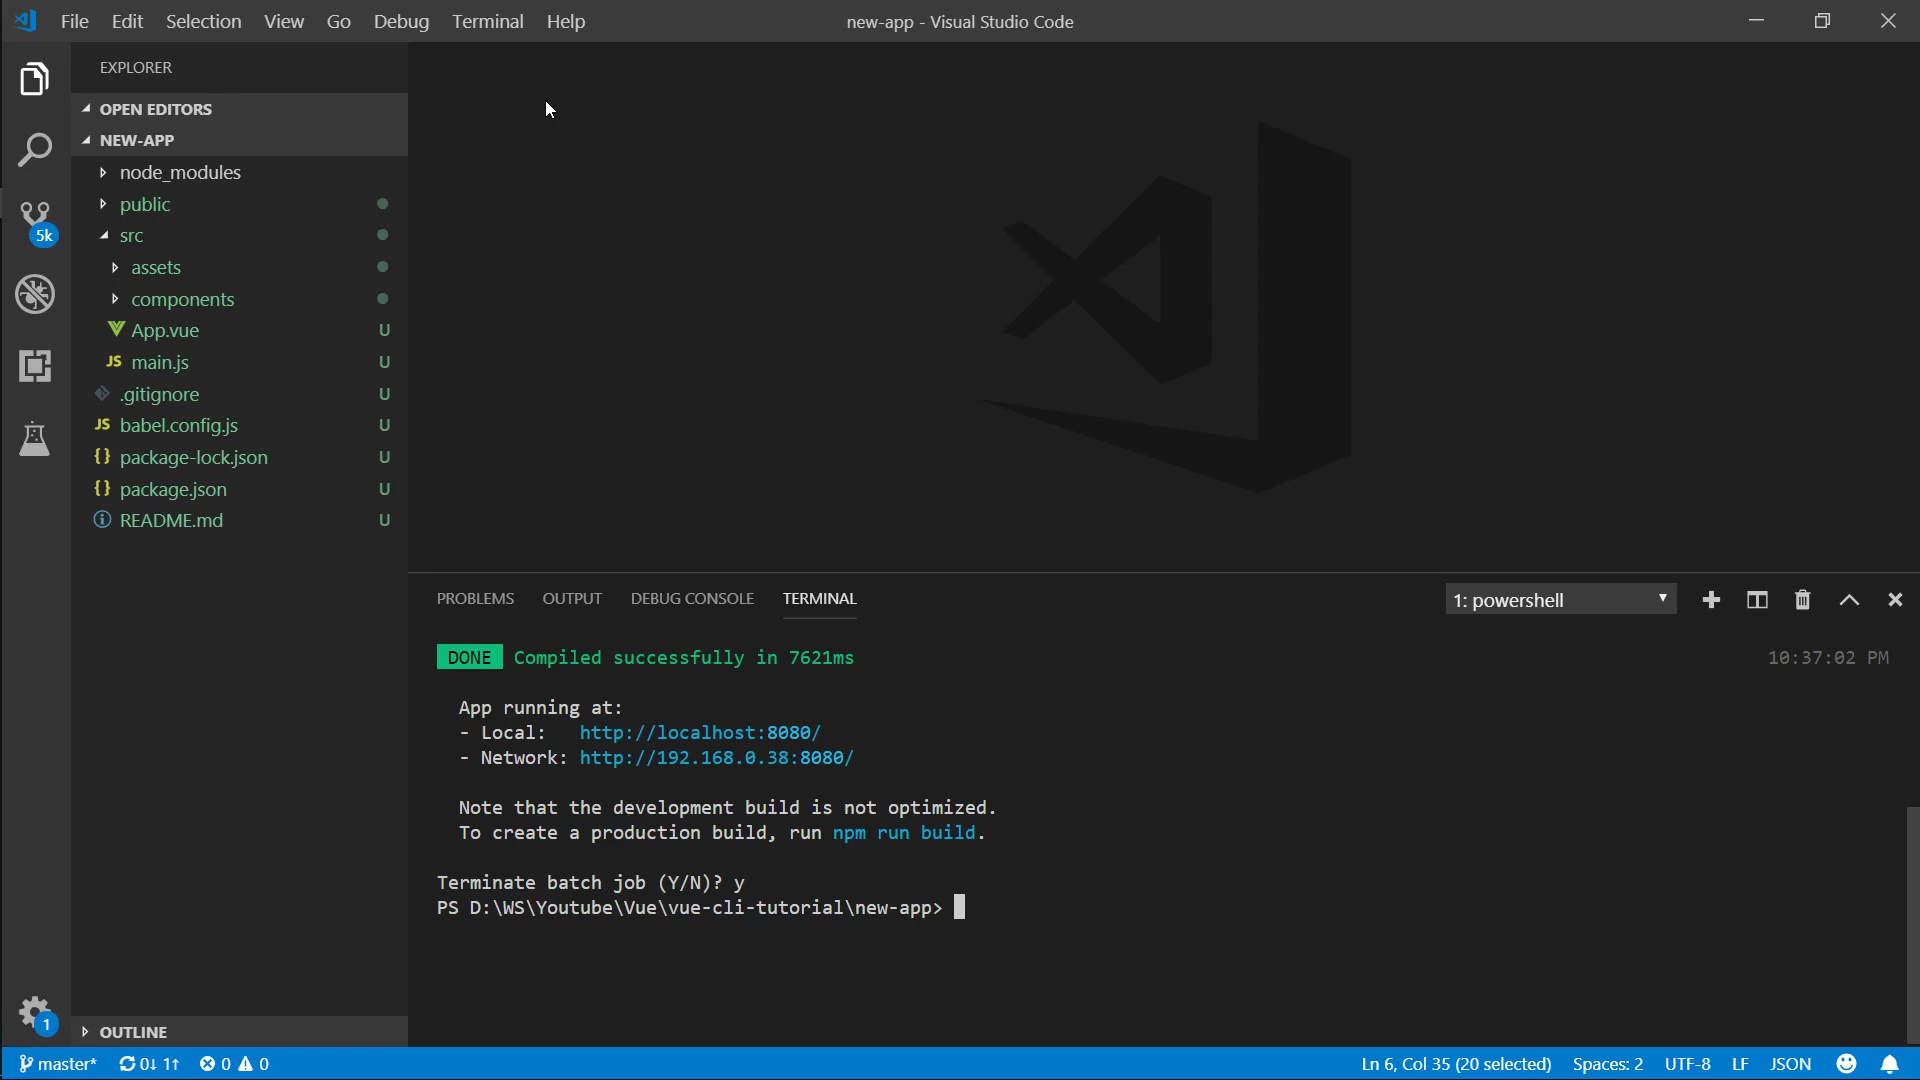 File Edit Selection View Go Debug Terminal Help
new-app - Visual Studio Code
EXPLORER
OPEN EDITORS
NEW-APP
node_modules
public
src
assets
components
App.vue U
JS main.js U
.gitignore U
JS babel.config.js U
{} package-lock.json U
{} package.json U
README.md U
5k
1
OUTLINE
PROBLEMS OUTPUT DEBUG CONSOLE TERMINAL
1: powershell
DONE Compiled successfully in 7621ms 10:37:02 PM
App running at:
- Local: http://localhost:8080/
- Network: http://192.168.0.38:8080/
Note that the development build is not optimized.
To create a production build, run npm run build.
Terminate batch job (Y/N)? y
PS D:\WS\Youtube\Vue\vue-cli-tutorial\new-app>
master* 0↓ 1↑ 0 0 Ln 6, Col 35 (20 selected) Spaces: 2 UTF-8 LF JSON